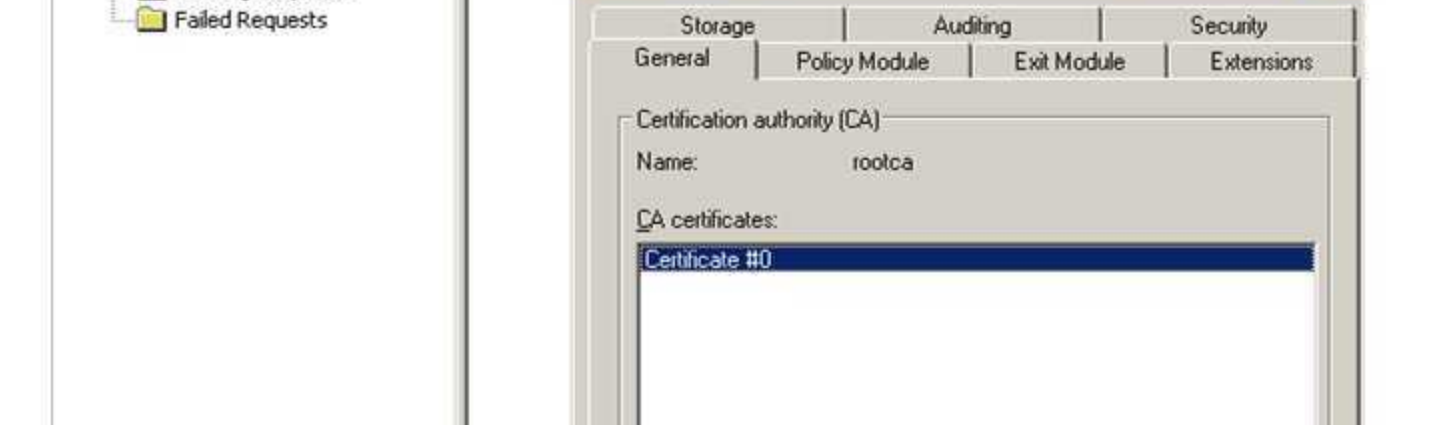 Failed Requests
Storage Auditing Security
General Policy Module Exit Module Extensions
Certification authority (CA)
Name: rootca
CA certificates:
Certificate #0